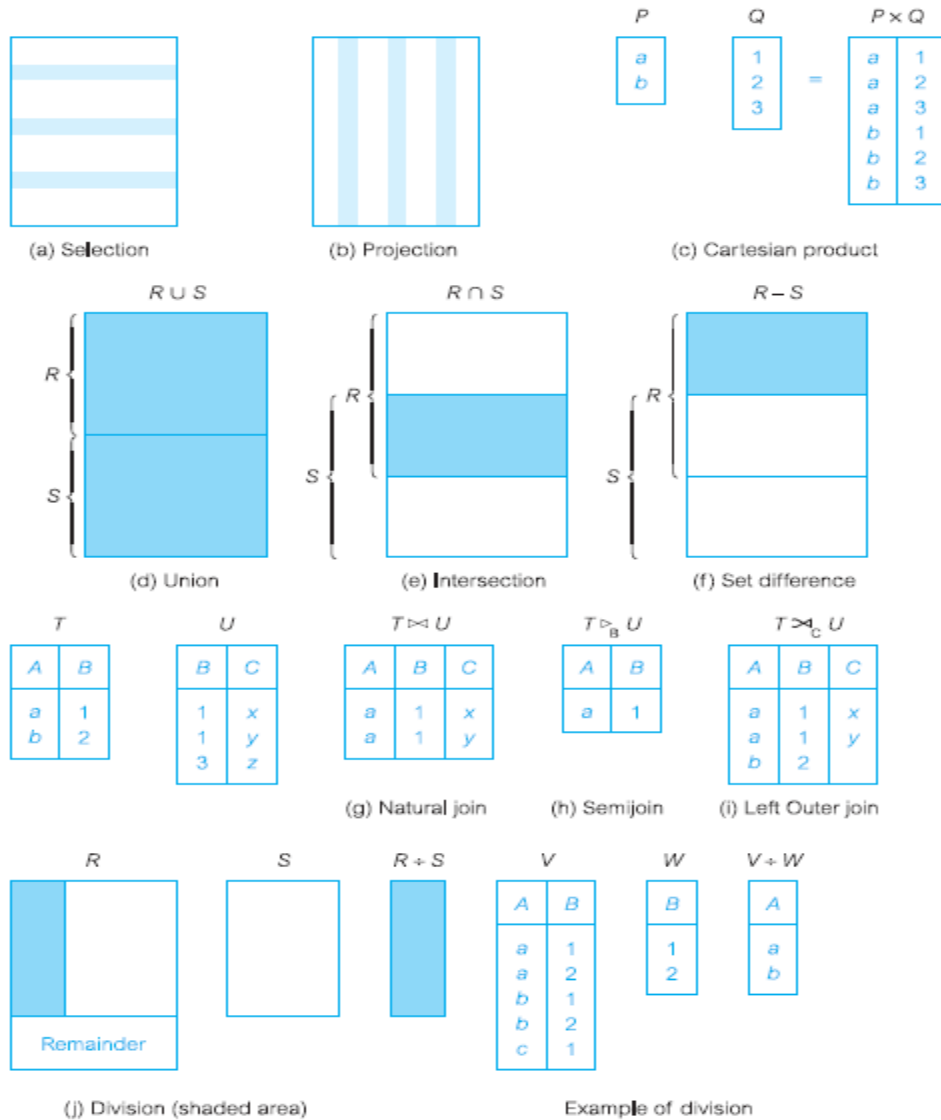 P Q P × Q
a 1 a 1
b 2 = a 2
3 a 3
b 1
b 2
b 3
(a) Selection (b) Projection (c) Cartesian product
R ∪ S R ∩ S R – S
R
S
R
S
R
S
(d) Union (e) Intersection (f) Set difference
T U T ⋈ U T ▷B U T ⟕C U
A B B C A B C A B A B C
a 1 1 x a 1 x a 1 a 1 x
b 2 1 y a 1 y a 1 y
3 z b 2
(g) Natural join (h) Semijoin (i) Left Outer join
R S R ÷ S V W V ÷ W
A B B A
a 1 1 a
a 2 2 b
b 1
b 2
c 1
Remainder
(j) Division (shaded area) Example of division